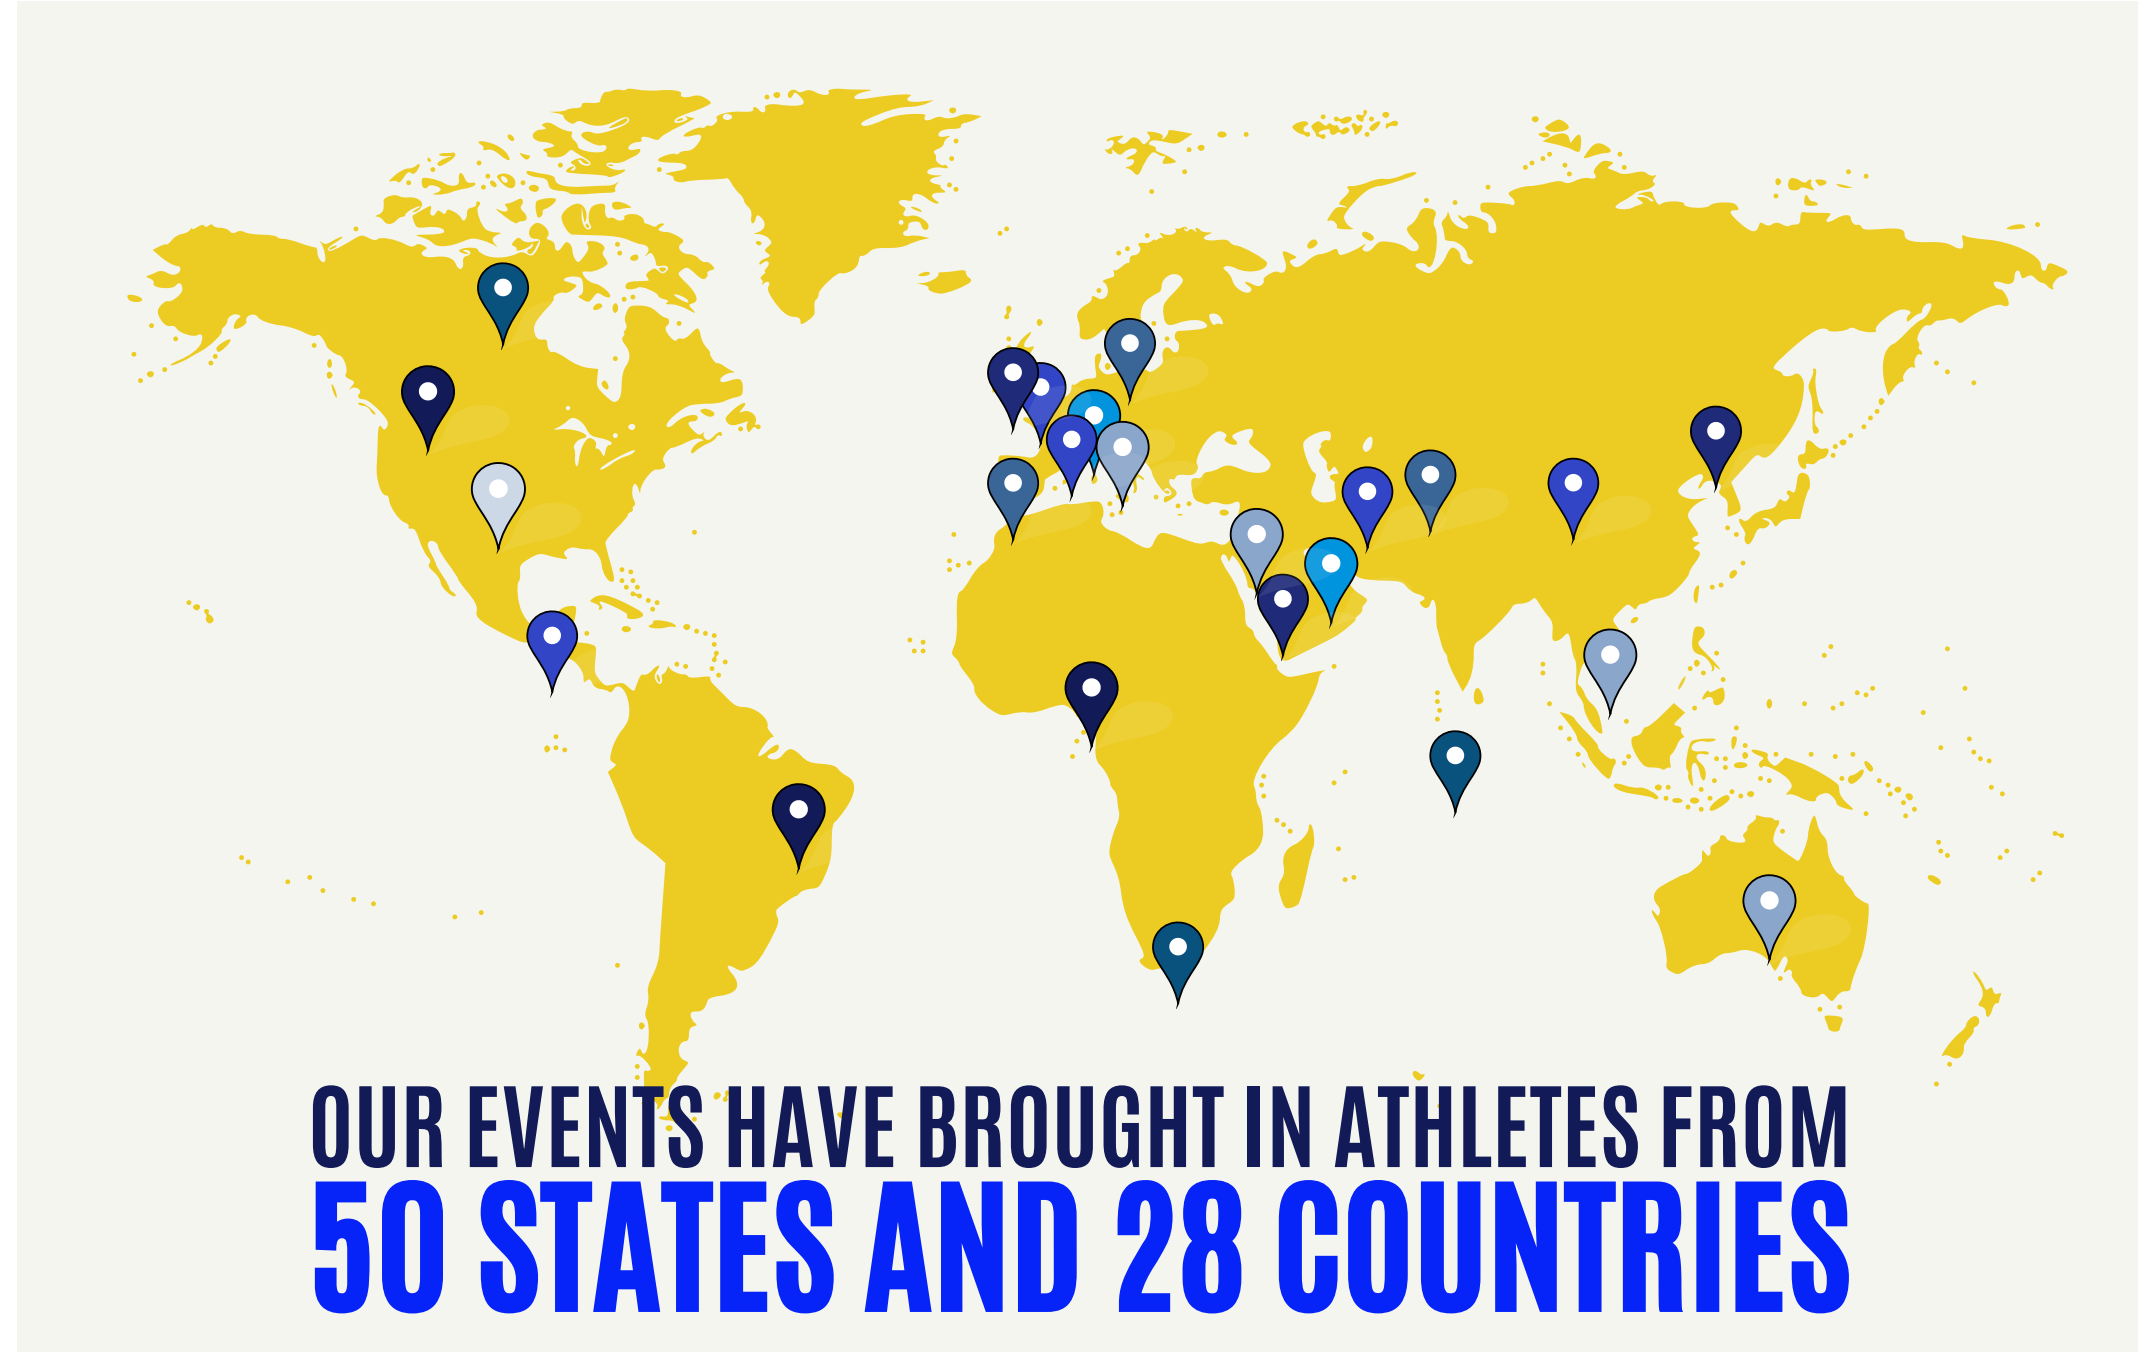 OUR EVENTS HAVE BROUGHT IN ATHLETES FROM
50 STATES AND 28 COUNTRIES